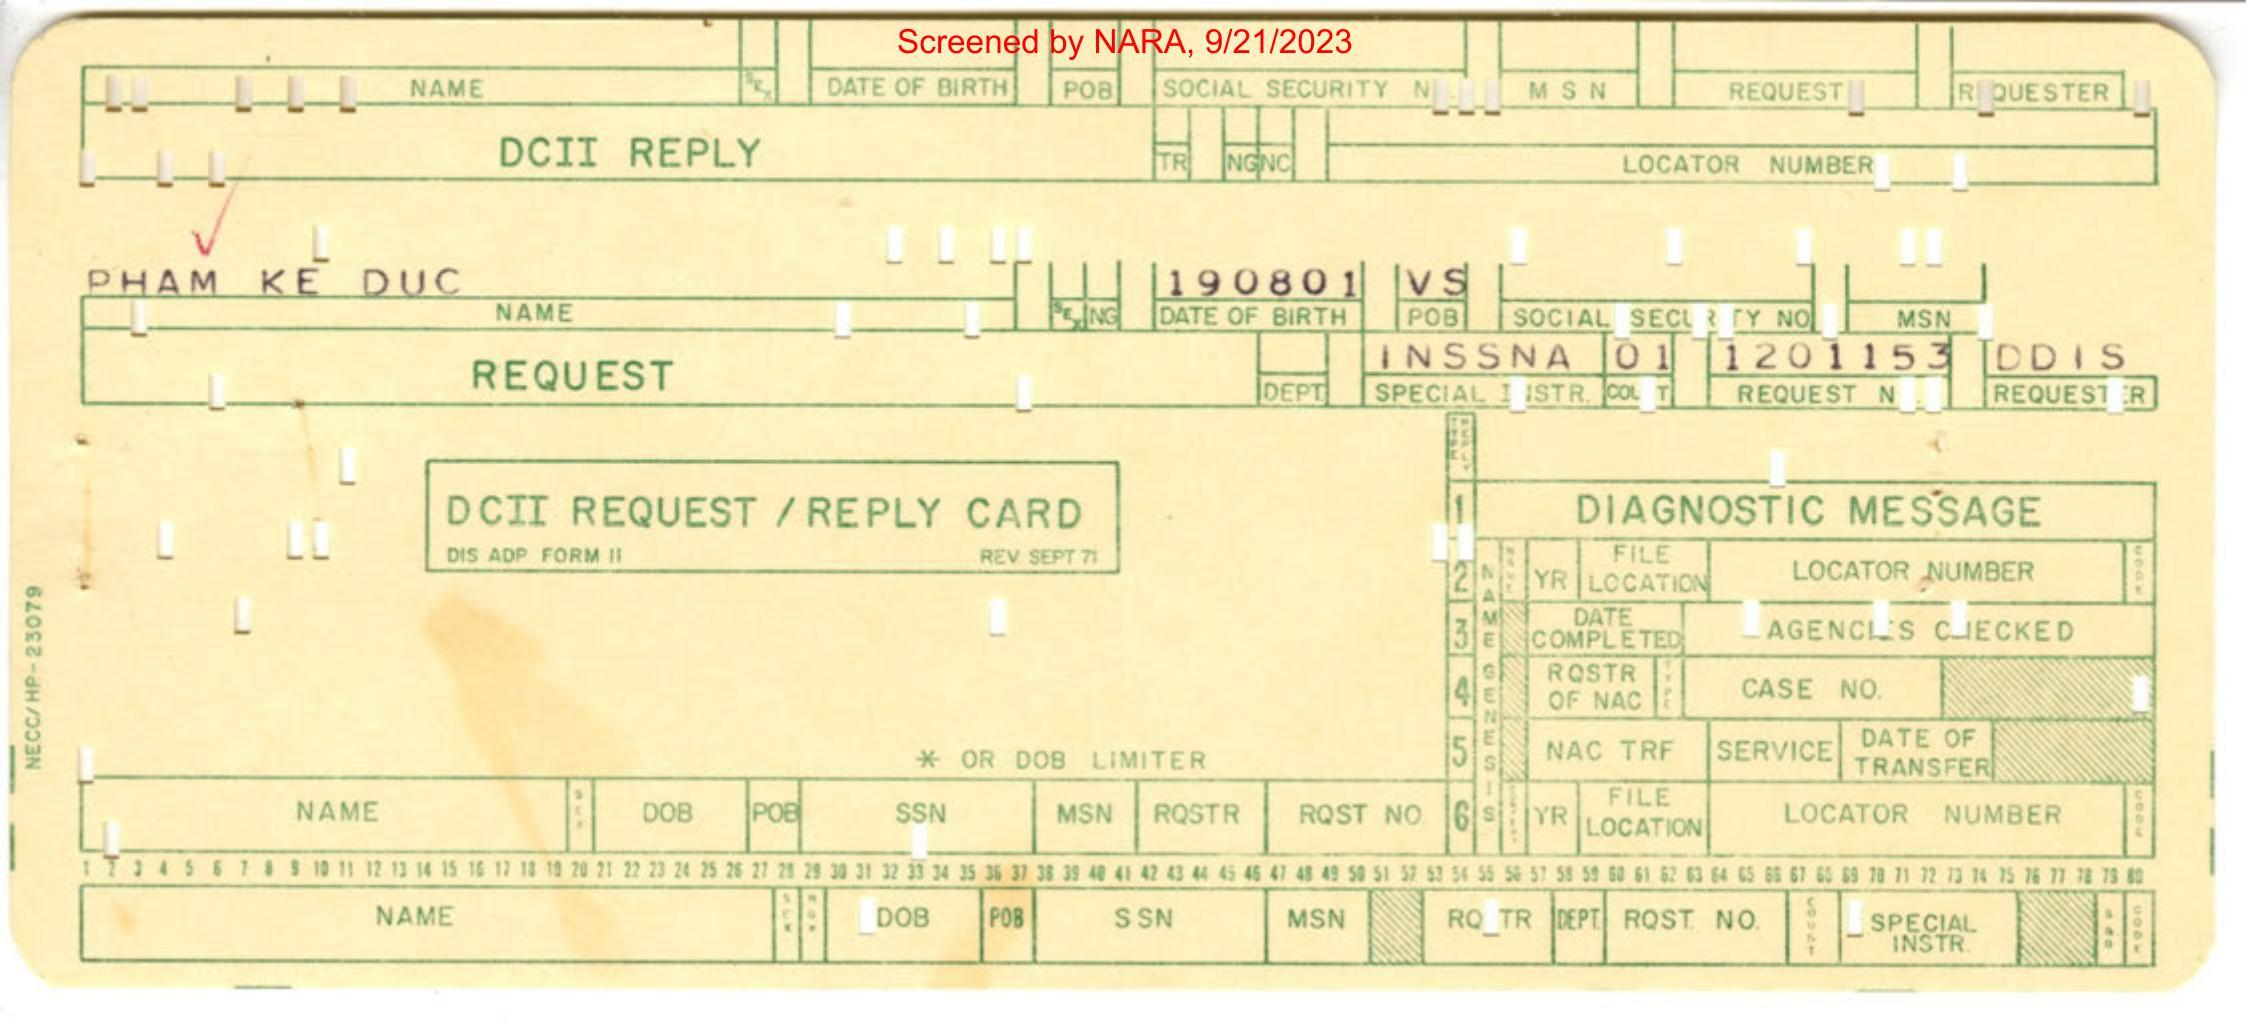 Screened by NARA, 9/21/2023
NAME SEX DATE OF BIRTH POB SOCIAL SECURITY MSN REQUEST REQUESTER
DCII REPLY TR NG NC LOCATOR NUMBER
PHAM KE DUC 190801 VS
NAME SEX NG DATE OF BIRTH POB SOCIAL SECURITY NO MSN
INSSNA 01 1201153 DDIS
REQUEST DEPT. SPECIAL INSTR. COUNT REQUEST N REQUESTER
TYPE REPLY
DCII REQUEST / REPLY CARD
DIS ADP FORM 11 REV. SEPT 71
1 DIAGNOSTIC MESSAGE
2 YR FILE LOCATION LOCATOR NUMBER CODE
3 DATE COMPLETED AGENCIES CHECKED
4 RQSTR OF NAC TYPE CASE NO.
5 NAC TRF SERVICE DATE OF TRANSFER
6 YR FILE LOCATION LOCATOR NUMBER CODE
NAME GENESIS
NECC/HP-23079
* OR DOB LIMITER
NAME SEX DOB POB SSN MSN RQSTR RQST NO
1 2 3 4 5 6 7 8 9 10 11 12 13 14 15 16 17 18 19 20 21 22 23 24 25 26 27 28 29 30 31 32 33 34 35 36 37 38 39 40 41 42 43 44 45 46 47 48 49 50 51 52 53 54 55 56 57 58 59 60 61 62 63 64 65 66 67 68 69 70 71 72 73 74 75 76 77 78 79 80
NAME SEX DOB POB SSN MSN RQSTR DEPT. RQST. NO. COUNT SPECIAL INSTR. CODE